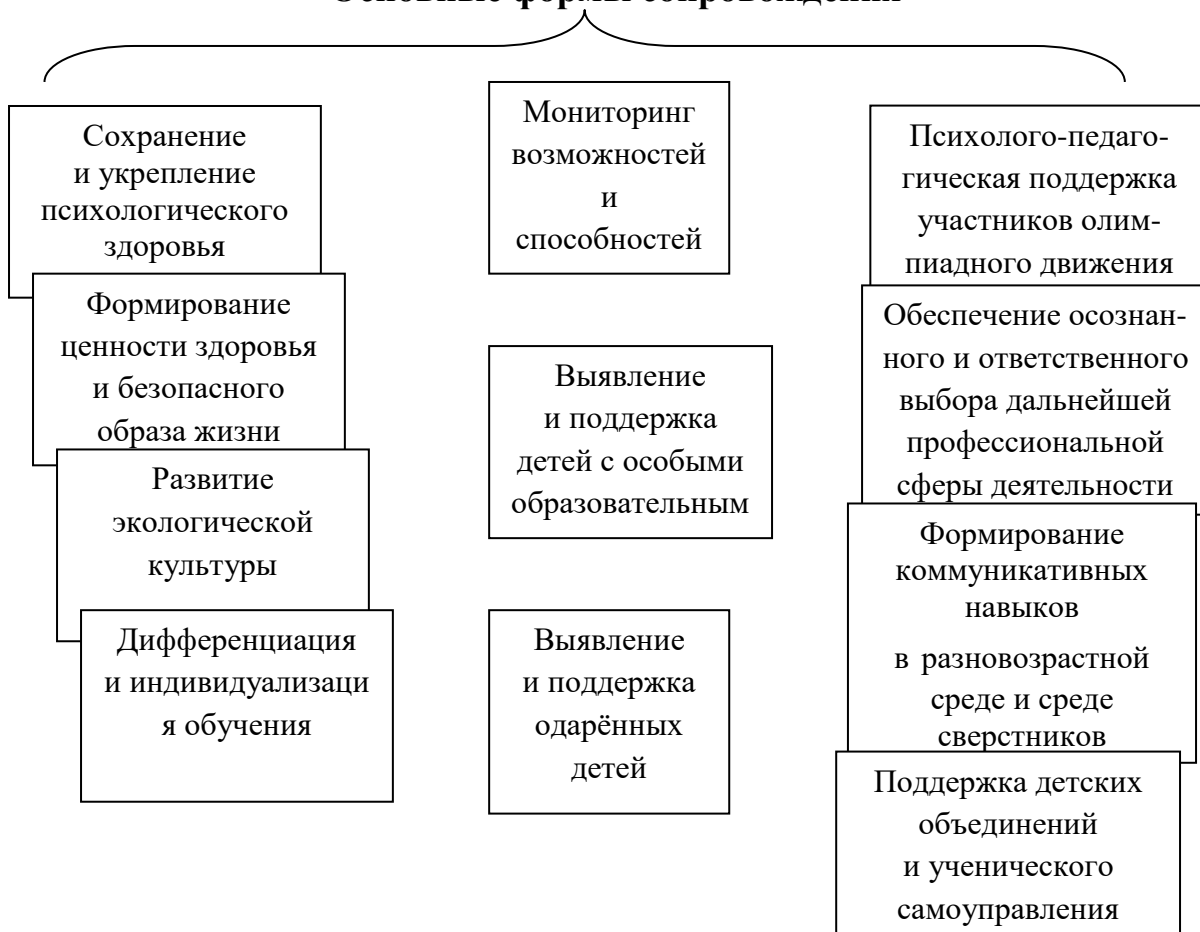 Основные формы сопровождения
Сохранение
и укрепление
психологического
здоровья
Формирование
ценности здоровья
и безопасного
образа жизни
Развитие
экологической
культуры
Дифференциация
и индивидуализаци
я обучения
Мониторинг
возможностей
и
способностей
Выявление
и поддержка
детей с особыми
образовательным
Выявление
и поддержка
одарённых
детей
Психолого-педаго-
гическая поддержка
участников олим-
пиадного движения
Обеспечение осознан-
ного и ответственного
выбора дальнейшей
профессиональной
сферы деятельности
Формирование
коммуникативных
навыков
в разновозрастной
среде и среде
сверстников
Поддержка детских
объединений
и ученического
самоуправления